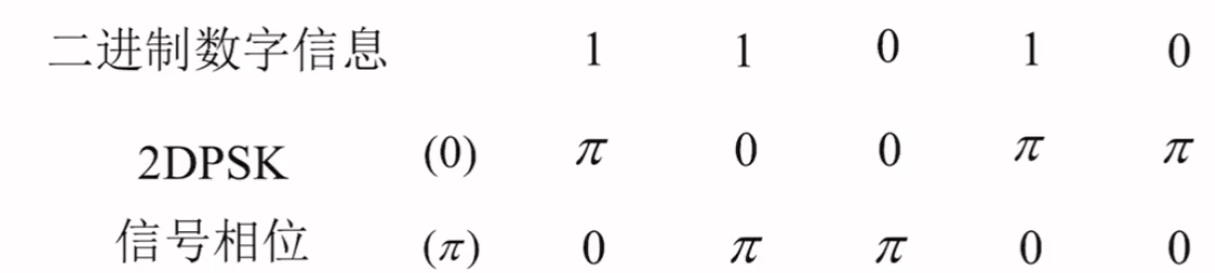 二进制数字信息 1 1 0 1 0
2DPSK (0) π 0 0 π π
信号相位 (π) 0 π π 0 0